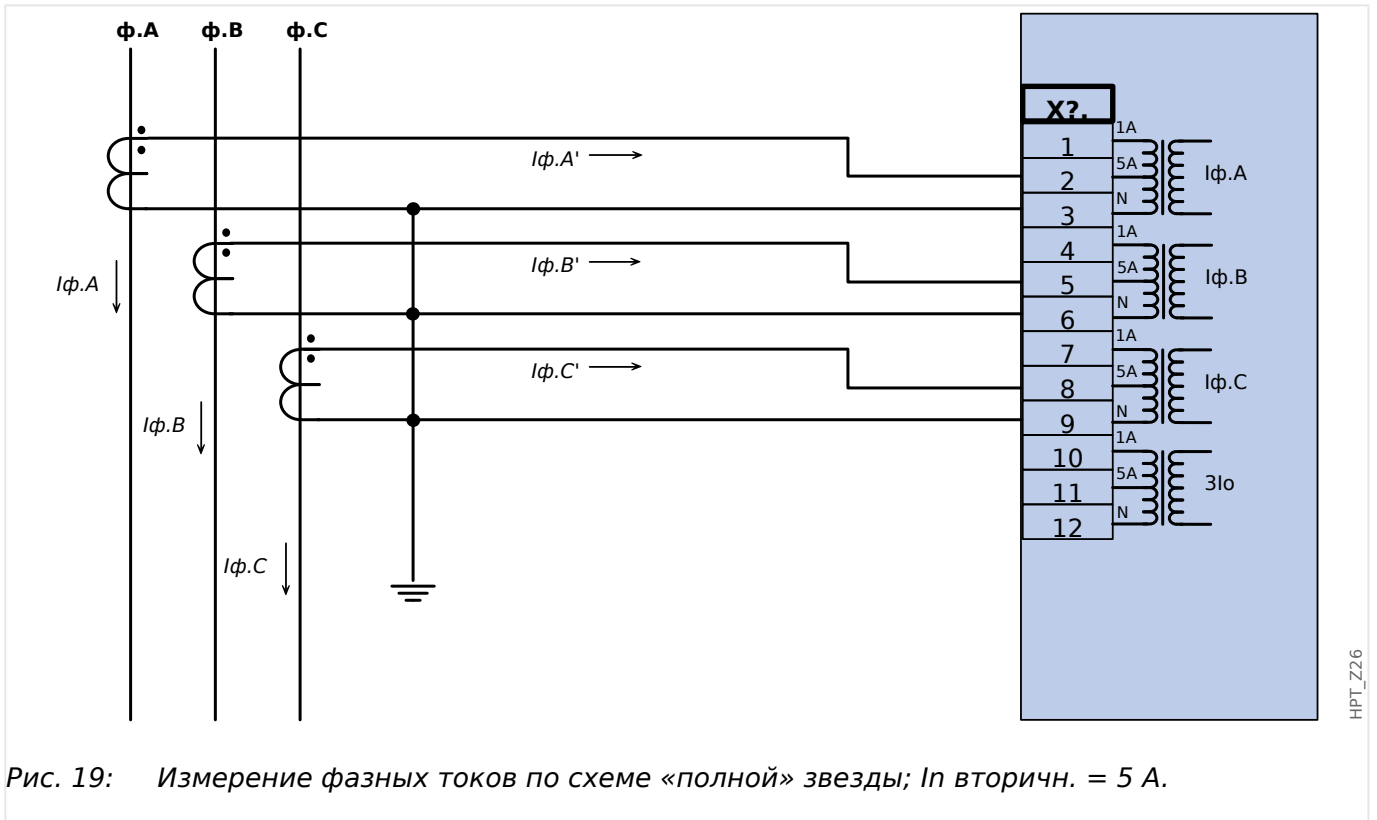 ф.A ф.B ф.C
X?.
1
2
3
4
5
6
7
8
9
10
11
12
1A
5A
N
1A
5A
N
1A
5A
N
1A
5A
N
Iф.A
Iф.B
Iф.C
3Io
Iф.A'
Iф.B'
Iф.C'
Iф.A
Iф.B
Iф.C
HPT_Z26
Рис. 19: Измерение фазных токов по схеме «полной» звезды; In вторичн. = 5 А.